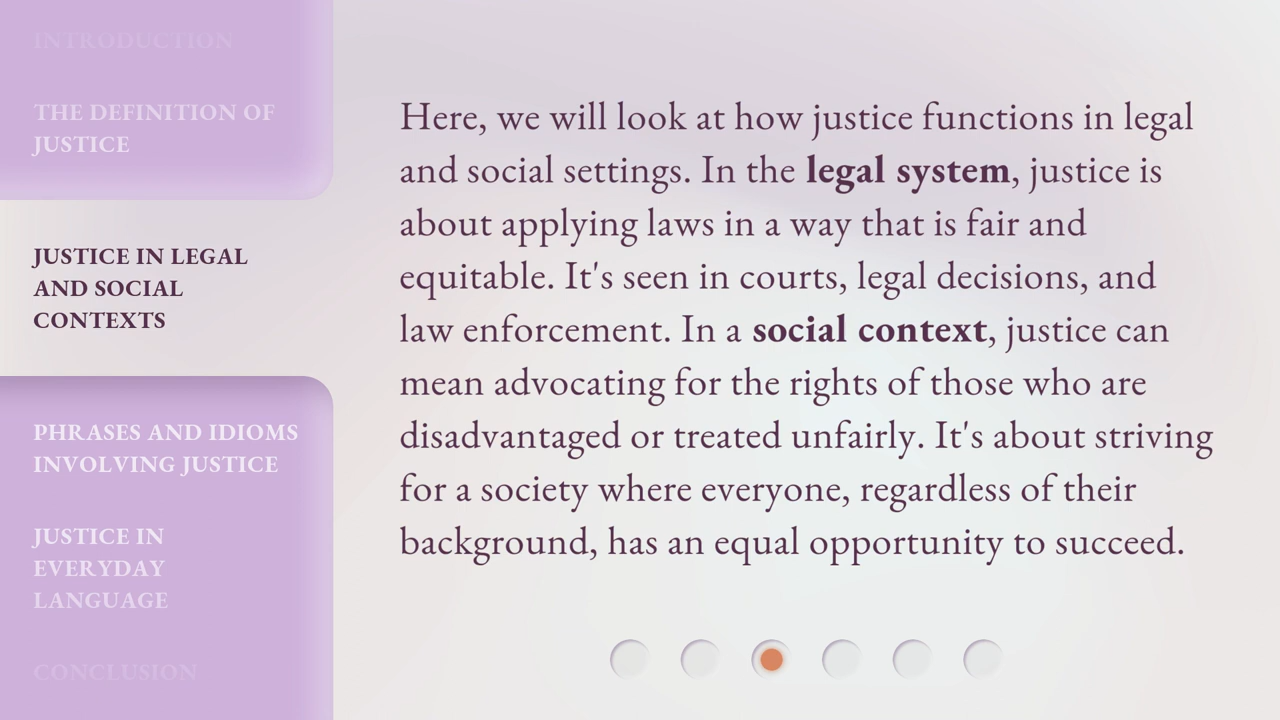 INTRODUCTION
THE DEFINITION OF
JUSTICE
JUSTICE IN LEGAL
AND SOCIAL
CONTEXTS
PHRASES AND IDIOMS
INVOLVING JUSTICE
JUSTICE IN
EVERYDAY
LANGUAGE
CONCLUSION
Here, we will look at how justice functions in legal
and social settings. In the legal system, justice is
about applying laws in a way that is fair and
equitable. It's seen in courts, legal decisions, and
law enforcement. In a social context, justice can
mean advocating for the rights of those who are
disadvantaged or treated unfairly. It's about striving
for a society where everyone, regardless of their
background, has an equal opportunity to succeed.